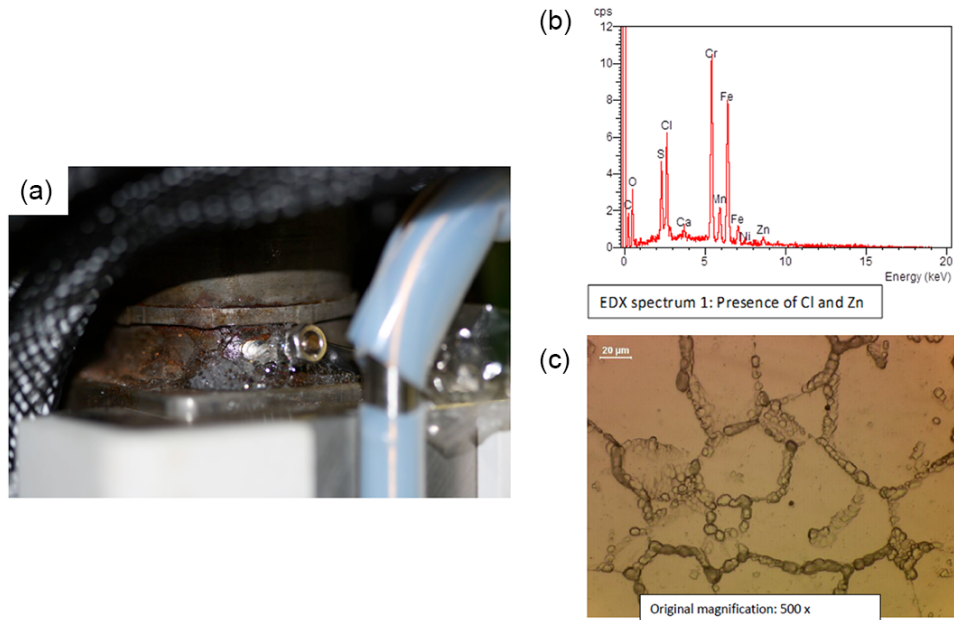 (a)
(b)
cps
12
10
8
6
4
2
0
C
O
S
Cl
Ca
Cr
Mn
Fe
Fe
Ni
Zn
0
5
10
15
20
Energy (keV)
EDX spectrum 1: Presence of Cl and Zn
(c)
20 µm
Original magnification: 500 x